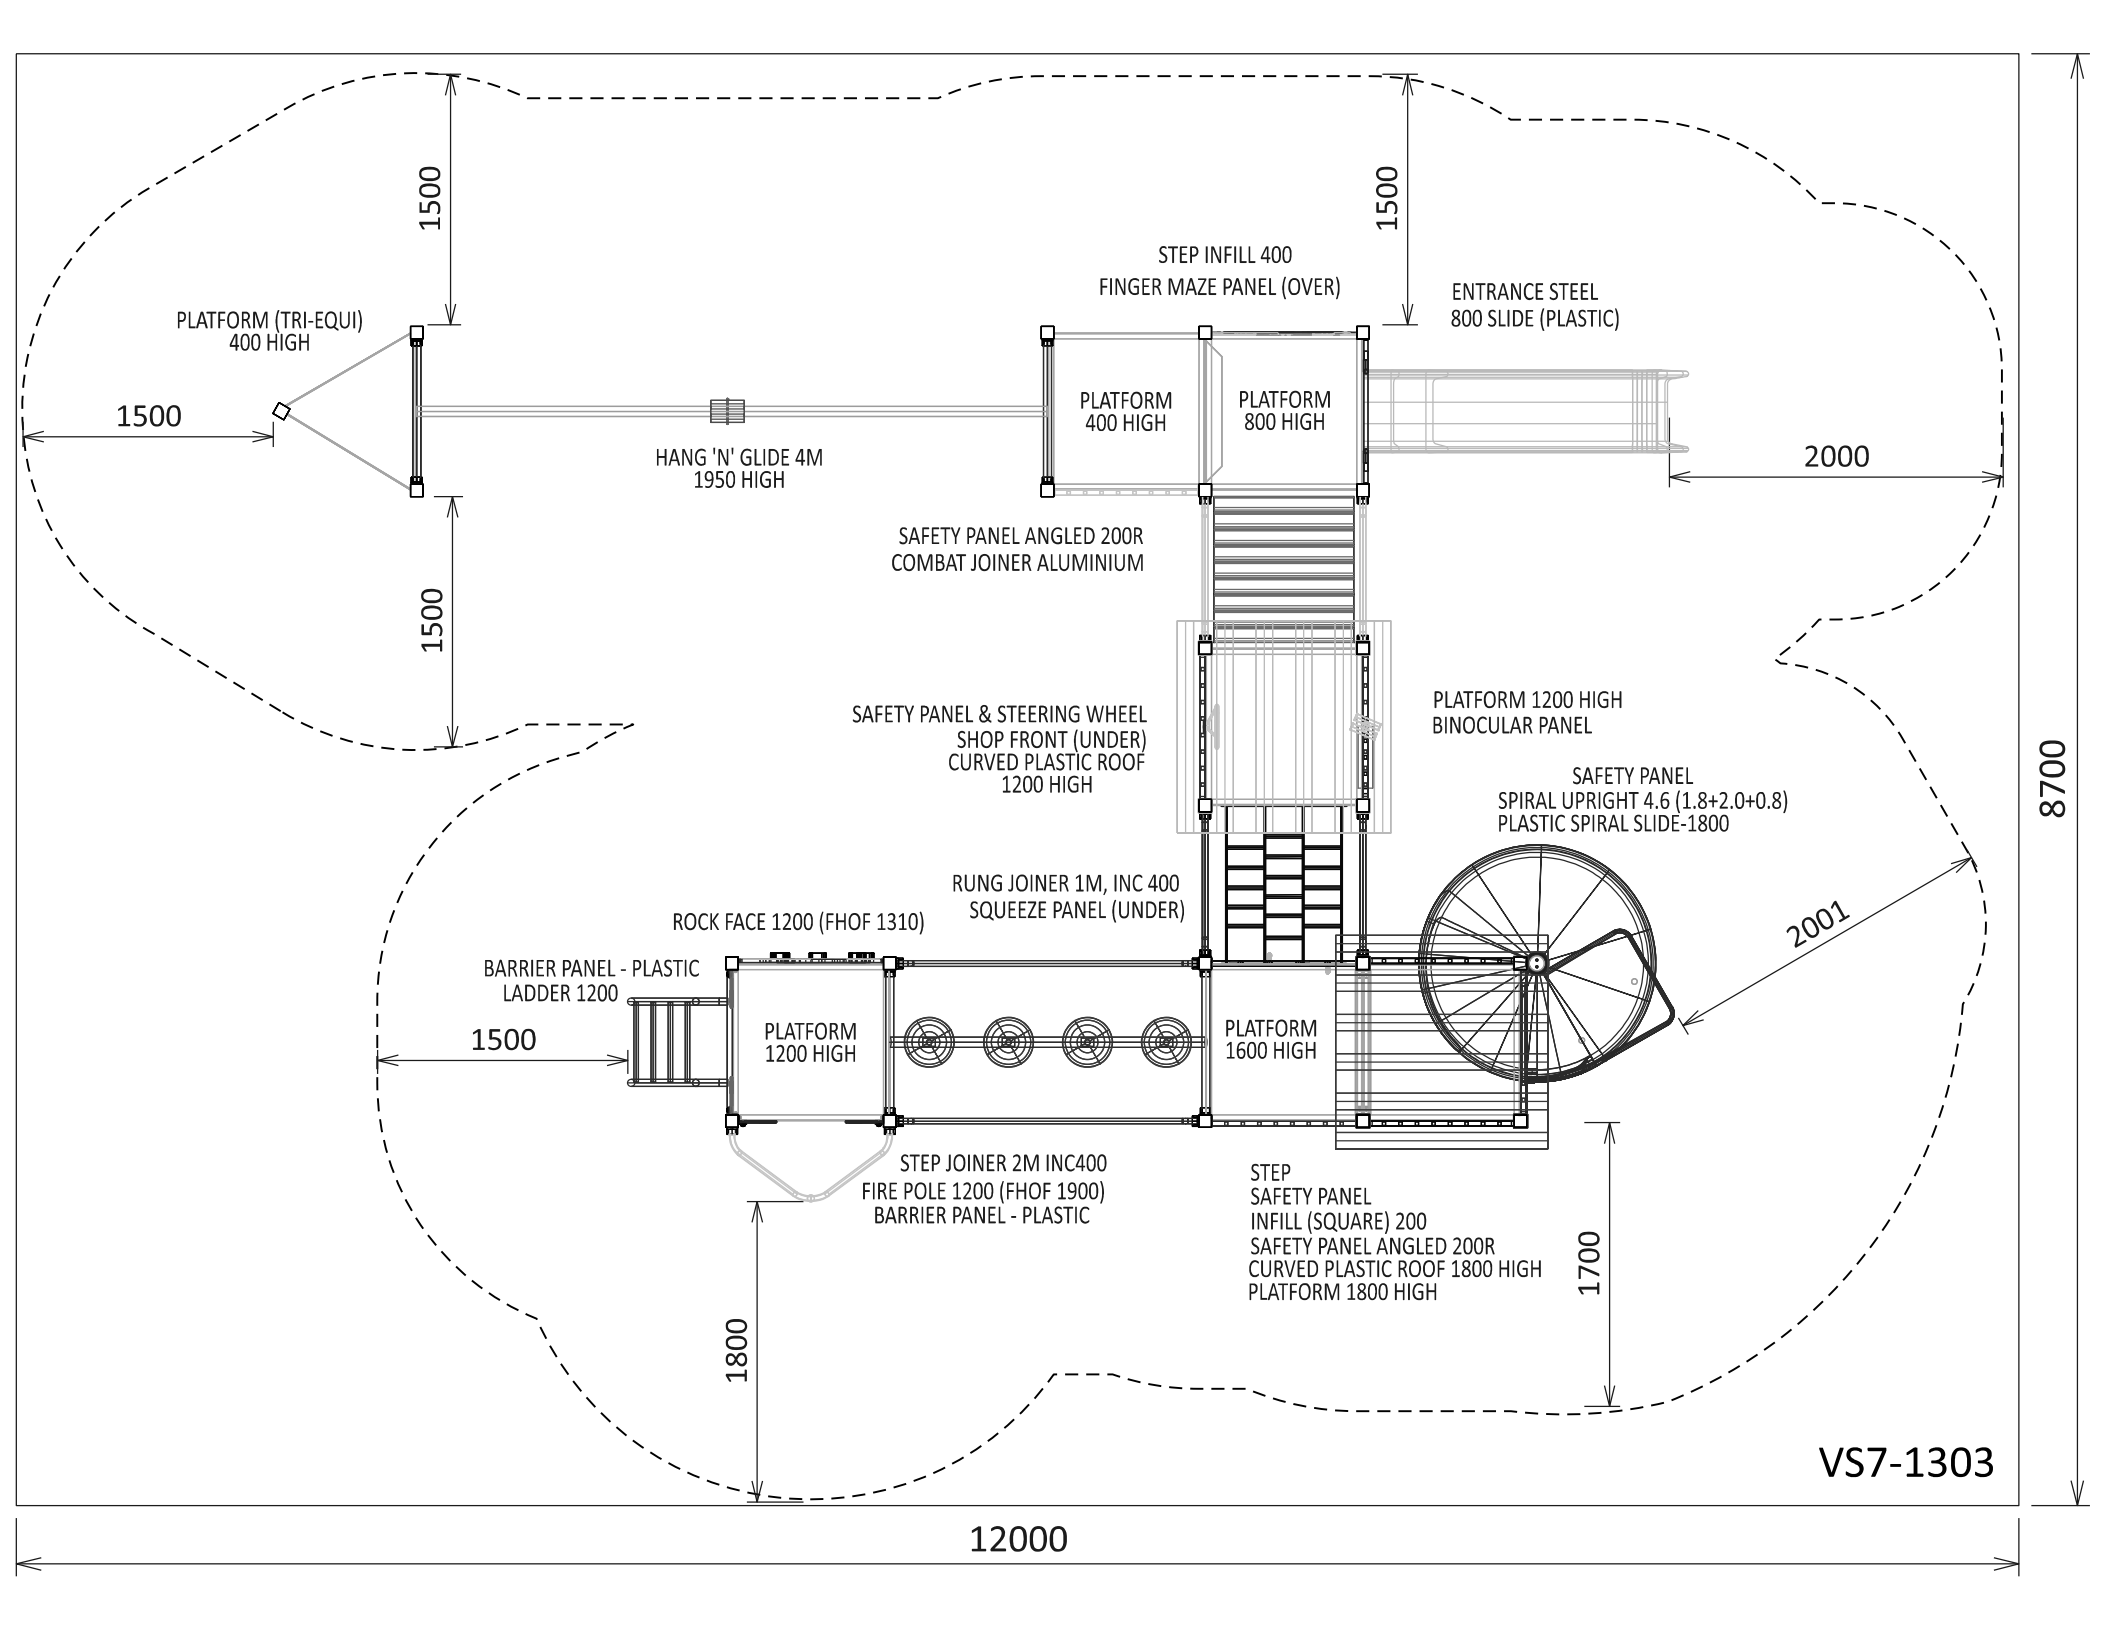 1500
1500
STEP INFILL 400
FINGER MAZE PANEL (OVER)
ENTRANCE STEEL
800 SLIDE (PLASTIC)
PLATFORM (TRI-EQUI)
400 HIGH
1500
PLATFORM
400 HIGH
PLATFORM
800 HIGH
HANG 'N' GLIDE 4M
1950 HIGH
2000
SAFETY PANEL ANGLED 200R
COMBAT JOINER ALUMINIUM
1500
SAFETY PANEL & STEERING WHEEL
SHOP FRONT (UNDER)
CURVED PLASTIC ROOF
1200 HIGH
PLATFORM 1200 HIGH
BINOCULAR PANEL
SAFETY PANEL
SPIRAL UPRIGHT 4.6 (1.8+2.0+0.8)
PLASTIC SPIRAL SLIDE-1800
8700
RUNG JOINER 1M, INC 400
SQUEEZE PANEL (UNDER)
ROCK FACE 1200 (FHOF 1310)
2001
BARRIER PANEL - PLASTIC
LADDER 1200
1500
PLATFORM
1200 HIGH
PLATFORM
1600 HIGH
STEP JOINER 2M INC400
FIRE POLE 1200 (FHOF 1900)
BARRIER PANEL - PLASTIC
STEP
SAFETY PANEL
INFILL (SQUARE) 200
SAFETY PANEL ANGLED 200R
CURVED PLASTIC ROOF 1800 HIGH
PLATFORM 1800 HIGH
1700
1800
VS7-1303
12000